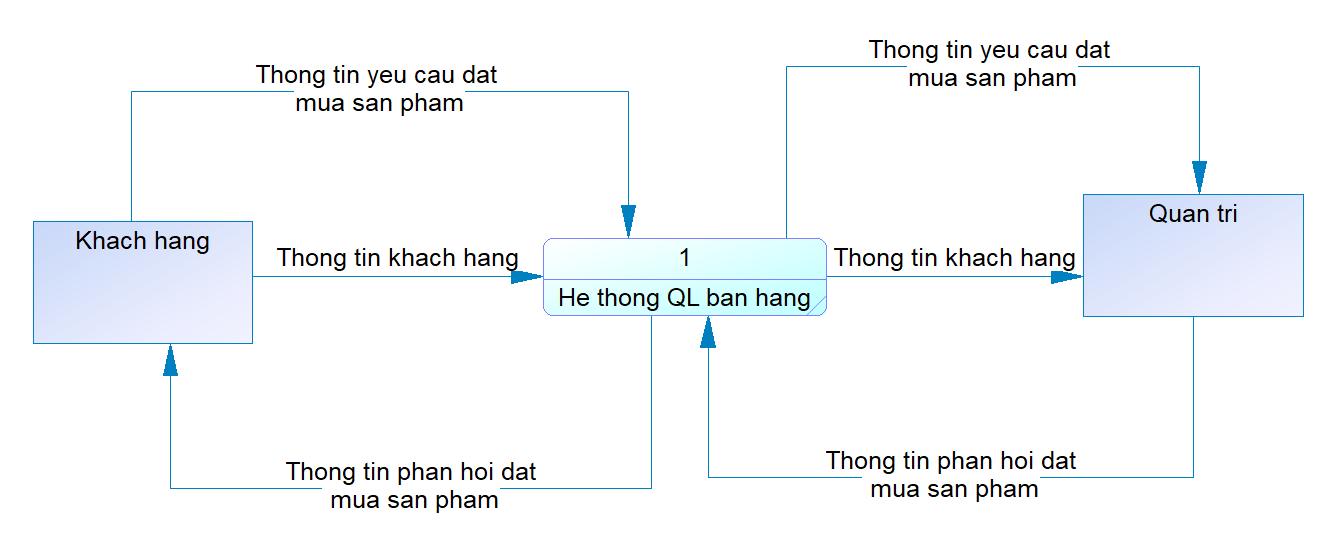 Thong tin yeu cau dat
mua san pham
Thong tin yeu cau dat
mua san pham
Khach hang
Thong tin khach hang
1
He thong QL ban hang
Thong tin khach hang
Quan tri
Thong tin phan hoi dat
mua san pham
Thong tin phan hoi dat
mua san pham